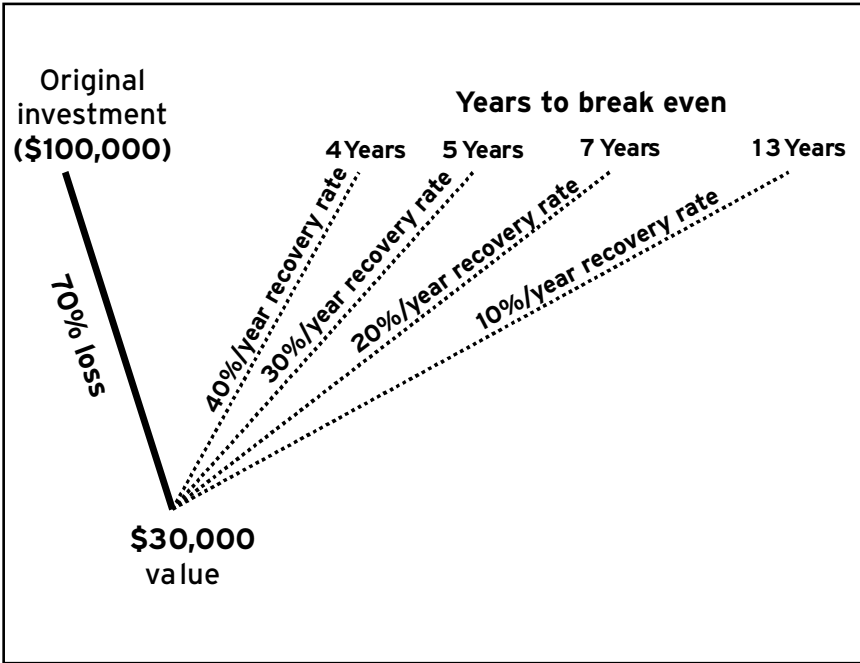 Original
investment
($100,000)
Years to break even
4 Years
5 Years
7 Years
13 Years
70% loss
40%/year recovery rate
30%/year recovery rate
20%/year recovery rate
10%/year recovery rate
$30,000
value